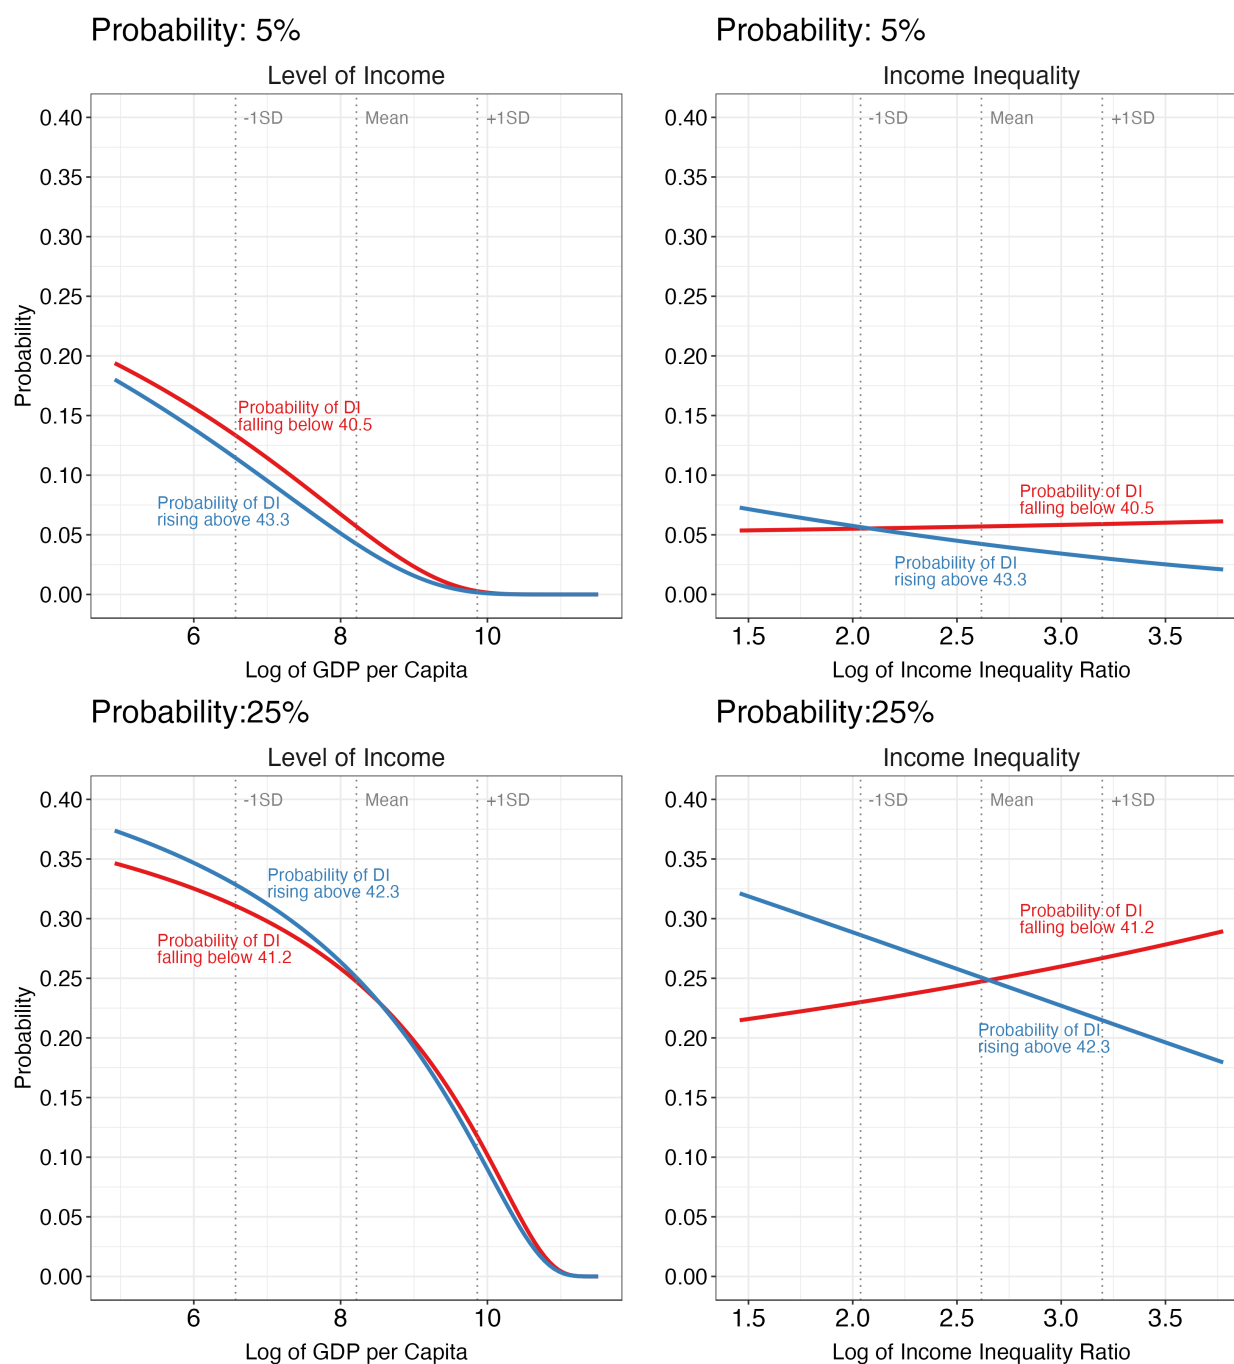 Probability: 5%
Level of Income
-1SD
Mean
+1SD
0.40
0.35
0.30
0.25
0.20
0.15
0.10
0.05
0.00
Probability
Probability of DI
falling below 40.5
Probability of DI
rising above 43.3
6
8
10
Log of GDP per Capita
Probability: 5%
Income Inequality
-1SD
Mean
+1SD
0.40
0.35
0.30
0.25
0.20
0.15
0.10
0.05
0.00
Probability of DI
falling below 40.5
Probability of DI
rising above 43.3
1.5
2.0
2.5
3.0
3.5
Log of Income Inequality Ratio
Probability:25%
Level of Income
-1SD
Mean
+1SD
0.40
0.35
0.30
0.25
0.20
0.15
0.10
0.05
0.00
Probability
Probability of DI
rising above 42.3
Probability of DI
falling below 41.2
6
8
10
Log of GDP per Capita
Probability:25%
Income Inequality
-1SD
Mean
+1SD
0.40
0.35
0.30
0.25
0.20
0.15
0.10
0.05
0.00
Probability of DI
falling below 41.2
Probability of DI
rising above 42.3
1.5
2.0
2.5
3.0
3.5
Log of Income Inequality Ratio